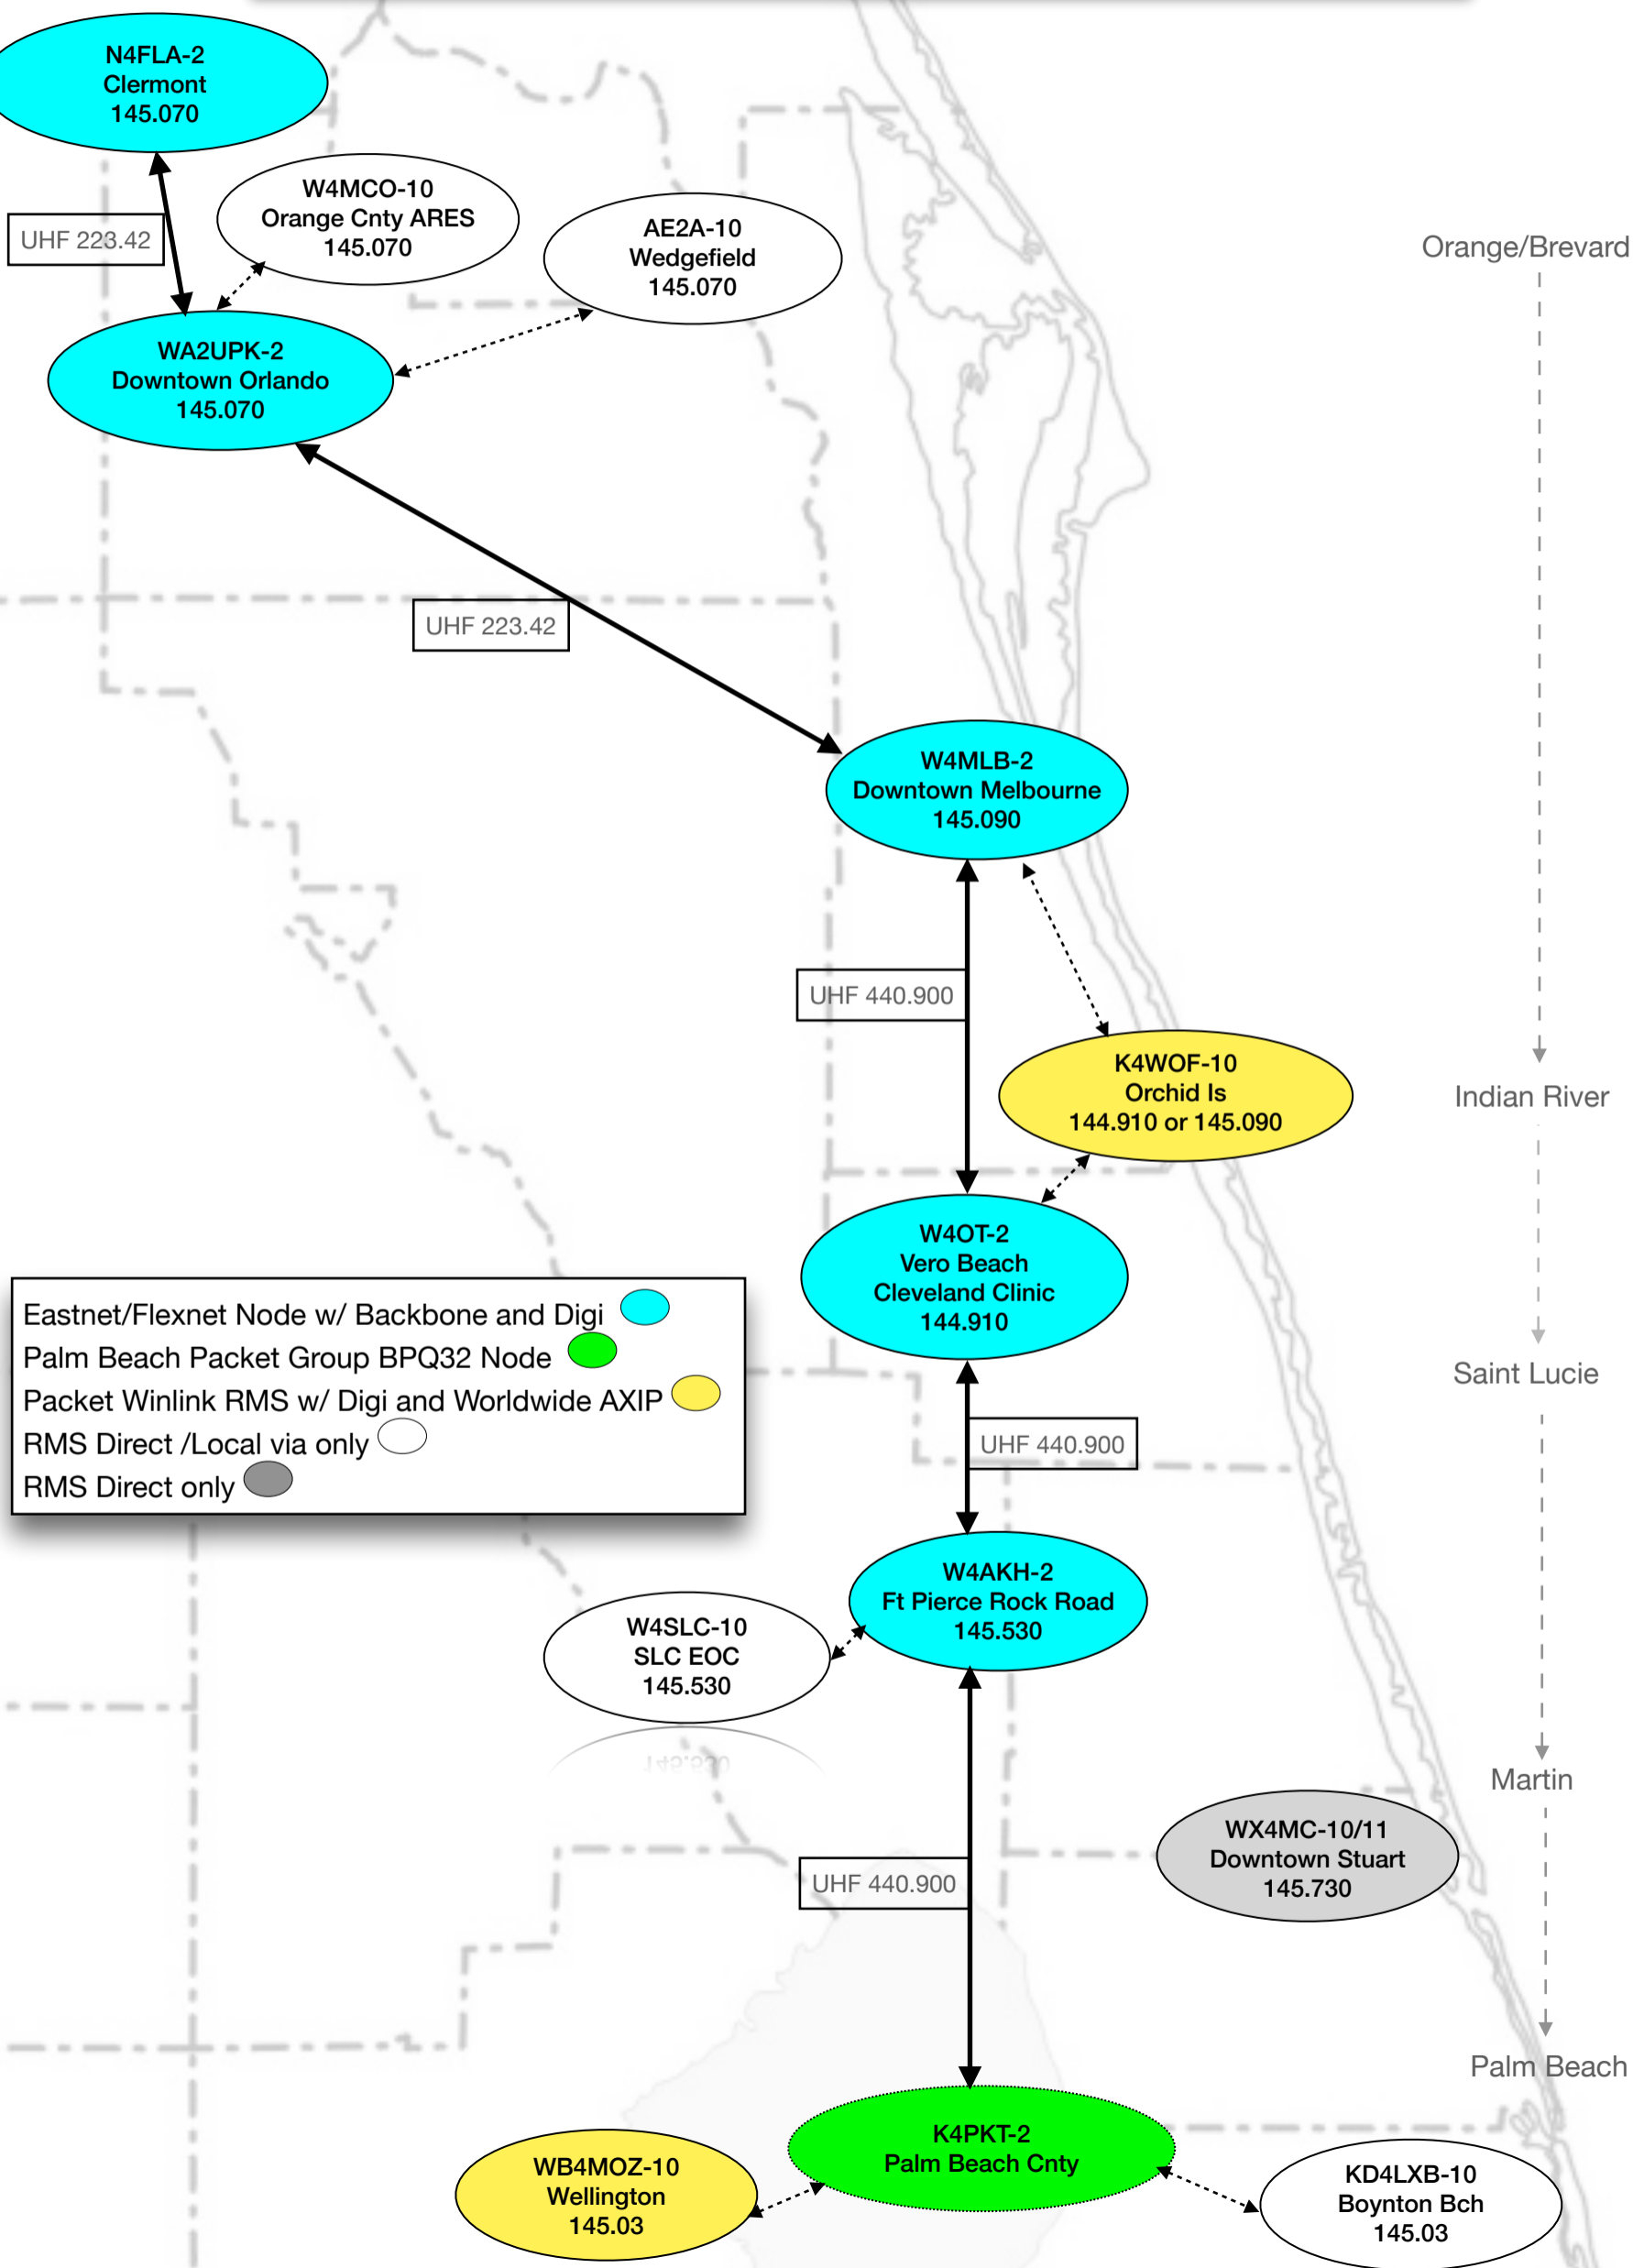 N4FLA-2
Clermont
145.070
W4MCO-10
Orange Cnty ARES
145.070
AE2A-10
Wedgefield
145.070
UHF 223.42
Orange/Brevard
WA2UPK-2
Downtown Orlando
145.070
UHF 223.42
W4MLB-2
Downtown Melbourne
145.090
UHF 440.900
K4WOF-10
Orchid Is
144.910 or 145.090
Indian River
W4OT-2
Vero Beach
Cleveland Clinic
144.910
Eastnet/Flexnet Node w/ Backbone and Digi
Palm Beach Packet Group BPQ32 Node
Packet Winlink RMS w/ Digi and Worldwide AXIP
RMS Direct /Local via only
RMS Direct only
Saint Lucie
UHF 440.900
W4AKH-2
Ft Pierce Rock Road
145.530
W4SLC-10
SLC EOC
145.530
145.530
Martin
WX4MC-10/11
Downtown Stuart
145.730
UHF 440.900
Palm Beach
K4PKT-2
Palm Beach Cnty
WB4MOZ-10
Wellington
145.03
KD4LXB-10
Boynton Bch
145.03